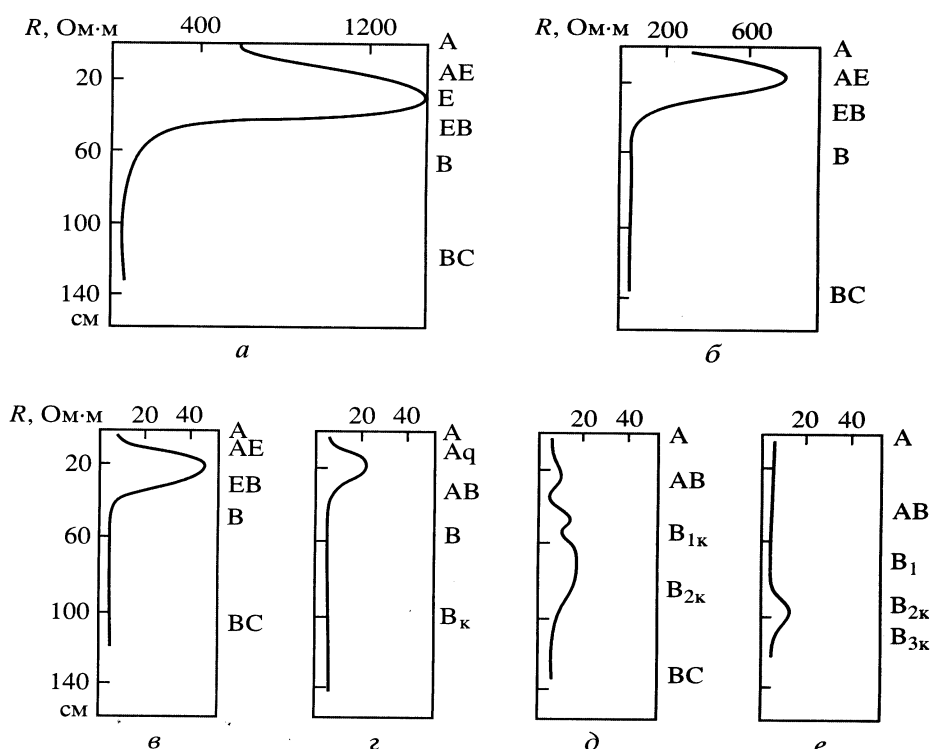 R, Ом·м 400 1200
A
AE
E
EB
B
BC
20
60
100
140
см
а
R, Ом·м 200 600
A
AE
EB
B
BC
б
R, Ом·м 20 40
A
AE
EB
B
BC
20
60
100
140
см
в
20 40
A
Aq
AB
B
Bк
г
20 40
A
AB
B1к
B2к
BC
д
20 40
A
AB
B1
B2к
B3к
е